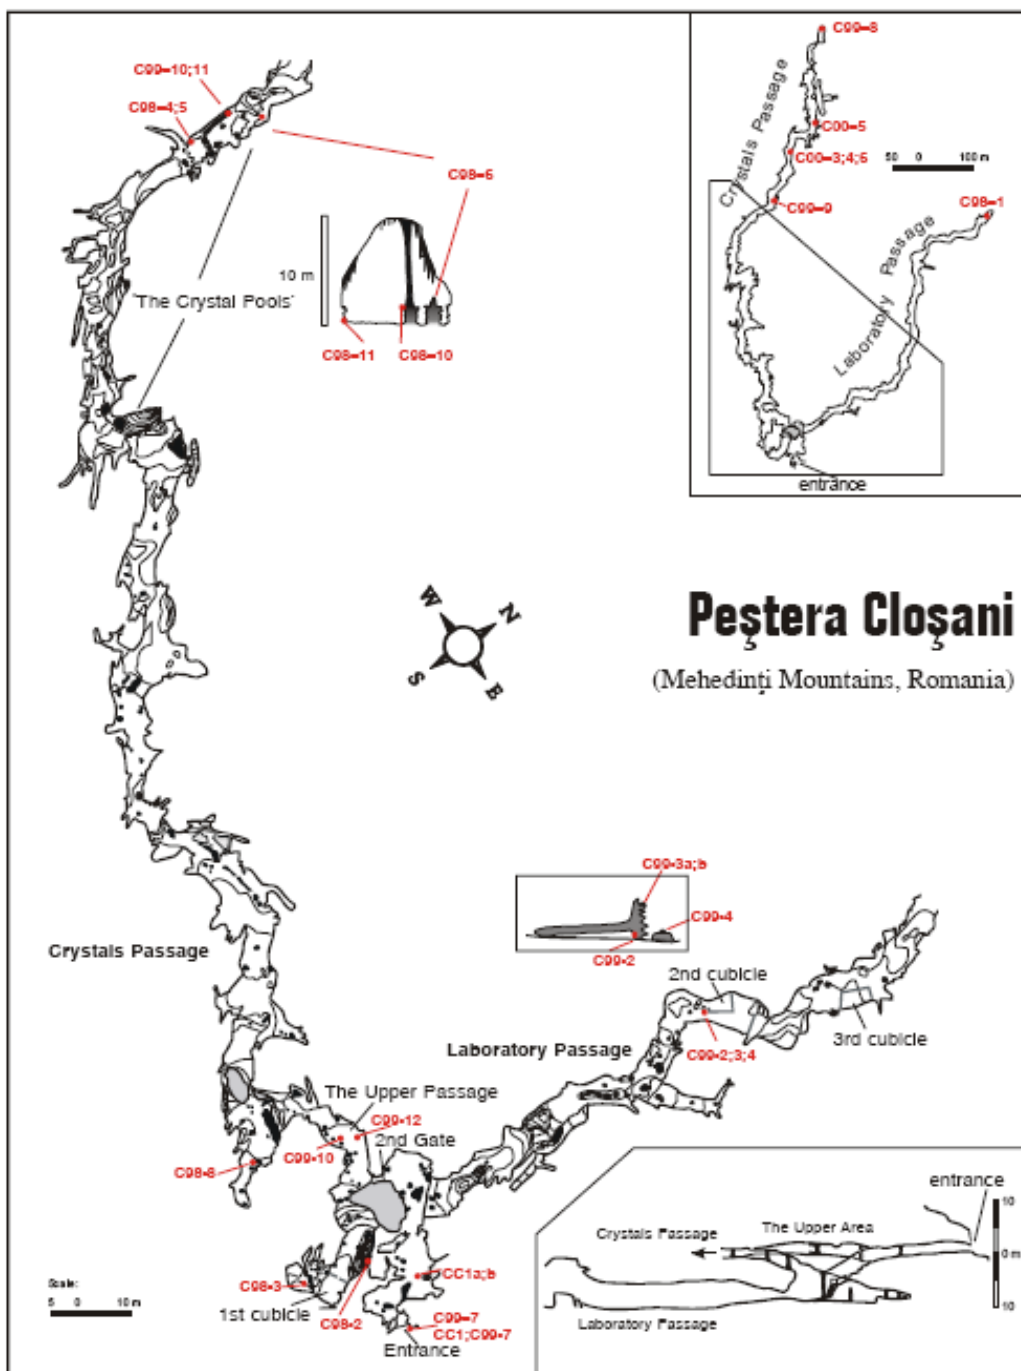 C99=8
C99=10;11
C98=4;5
Crystals Passage
C00=5
C00=3;4;6
50 0 100 m
C98=6
C99=9
C98=1
Laboratory Passage
10 m
'The Crystal Pools'
C98=11
C98=10
entrance
Peştera Cloşani
(Mehedinţi Mountains, Romania)
W
N
S
E
C99•3a;b
C99•4
C99•2
Crystals Passage
2nd cubicle
3rd cubicle
Laboratory Passage
C99•2;3;4
The Upper Passage
C99•12
2nd Gate
C99•10
C98•8
entrance
10
The Upper Area
Crystals Passage
0 m
10
Laboratory Passage
Scale:
5 0 10 m
C98•3
CC1a;b
1st cubicle
C98•2
C99=7
CC1;C99•7
Entrance